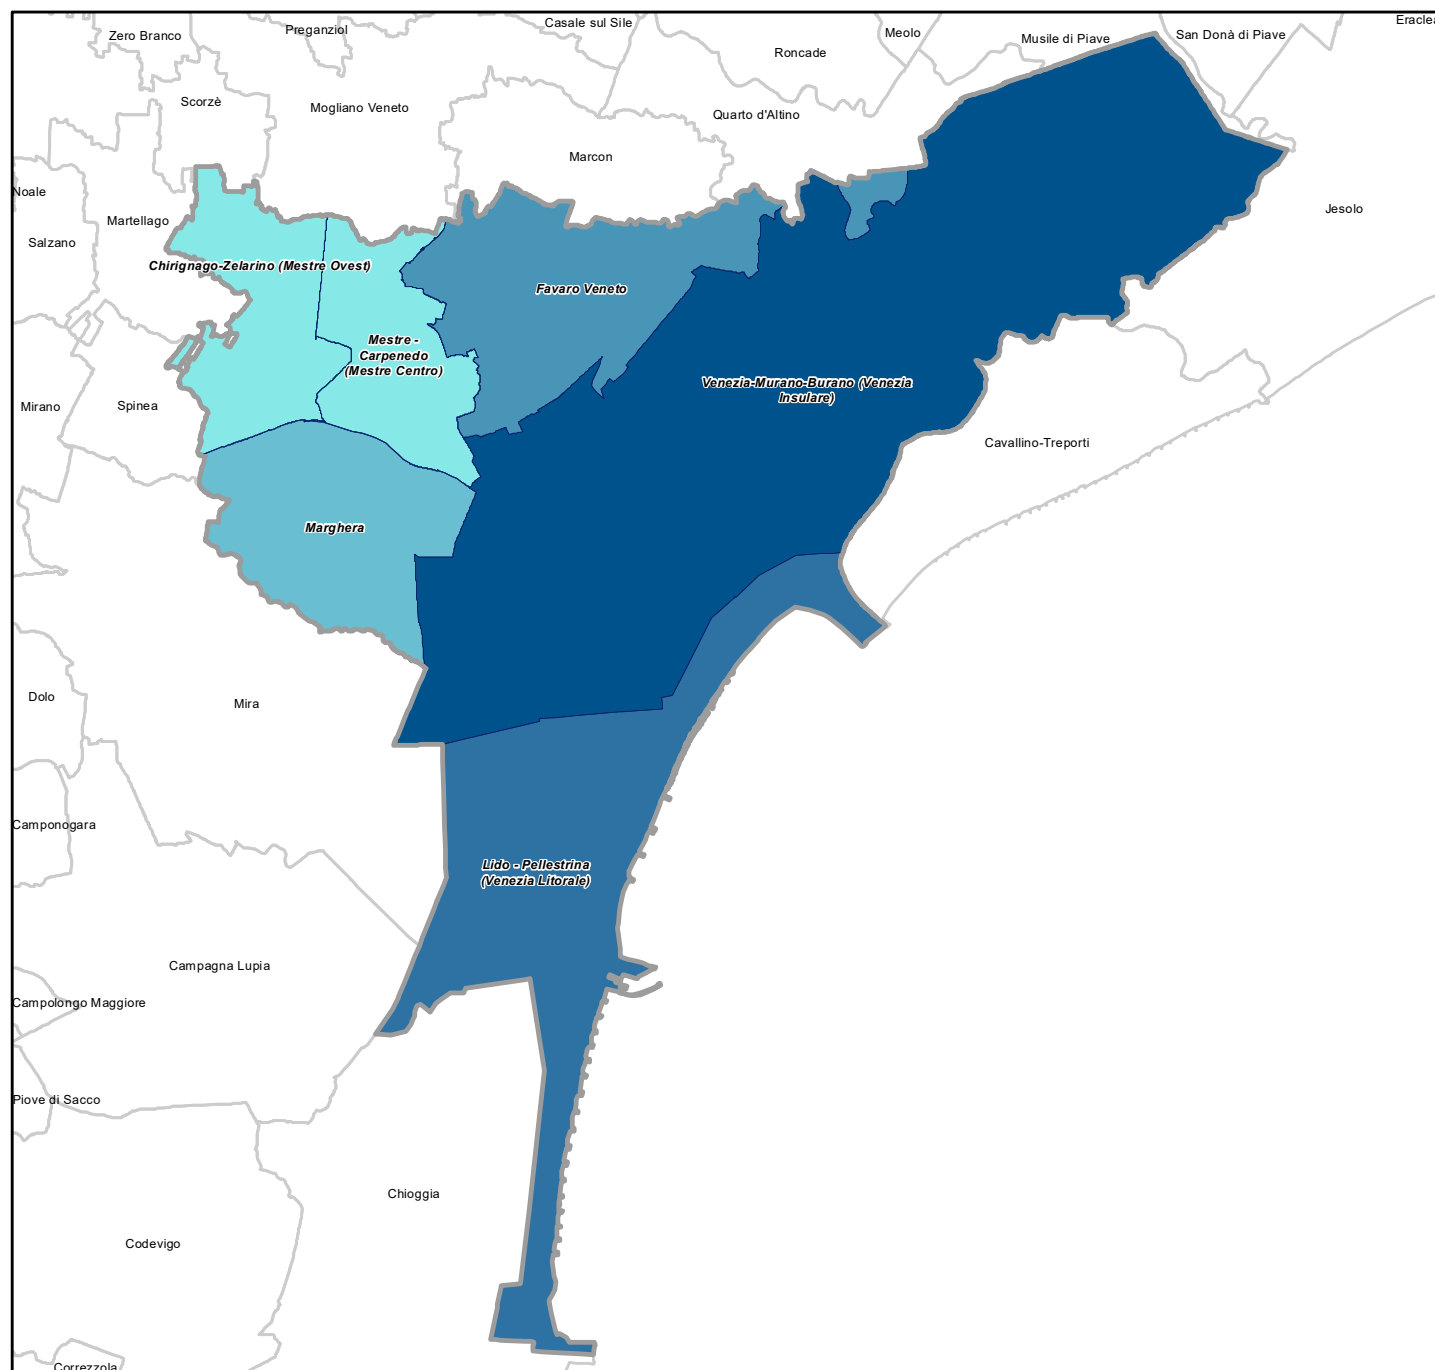 Casale sul Sile
Eraclea
Zero Branco
Preganziol
Meolo
San Donà di Piave
Musile di Piave
Roncade
Scorzè
Mogliano Veneto
Quarto d'Altino
Marcon
Noale
Martellago
Jesolo
Salzano
Chirignago-Zelarino (Mestre Ovest)
Favaro Veneto
Mestre -
Carpenedo
(Mestre Centro)
Venezia-Murano-Burano (Venezia
Insulare)
Mirano
Spinea
Cavallino-Treporti
Marghera
Dolo
Mira
Camponogara
Lido - Pellestrina
(Venezia Litorale)
Campagna Lupia
Campolongo Maggiore
Piove di Sacco
Chioggia
Codevigo
Correzzola